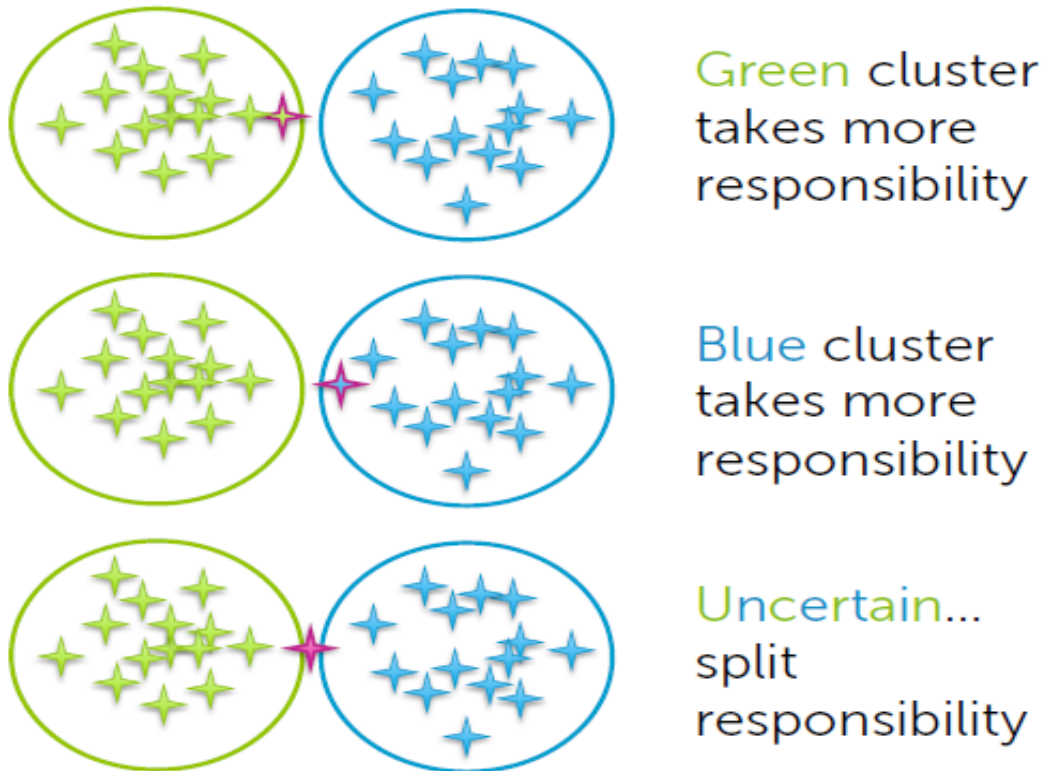 Green cluster
takes more
responsibility
Blue cluster
takes more
responsibility
Uncertain...
split
responsibility